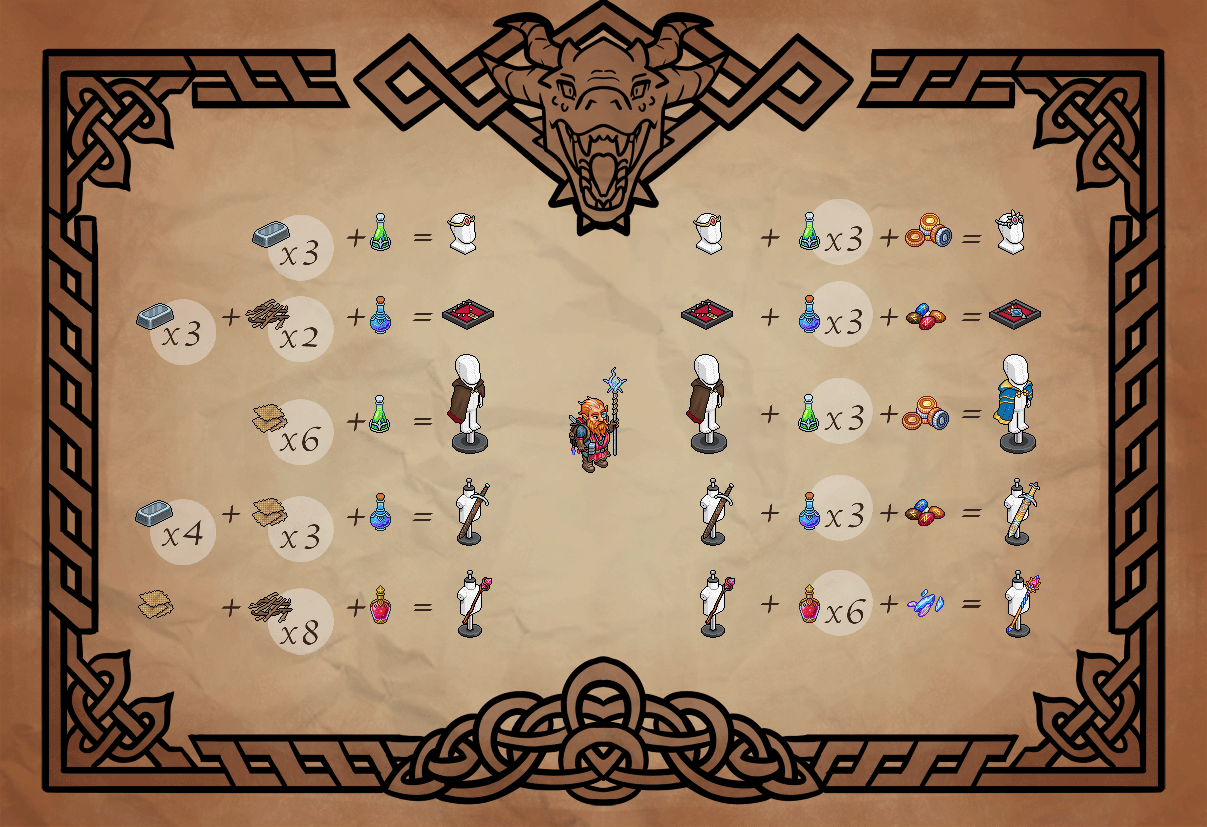 x3 + = + x3 + =
x3 + x2 + = + x3 + =
x6 + = + x3 + =
x4 + x3 + = + x3 + =
+ x8 + = + x6 + =